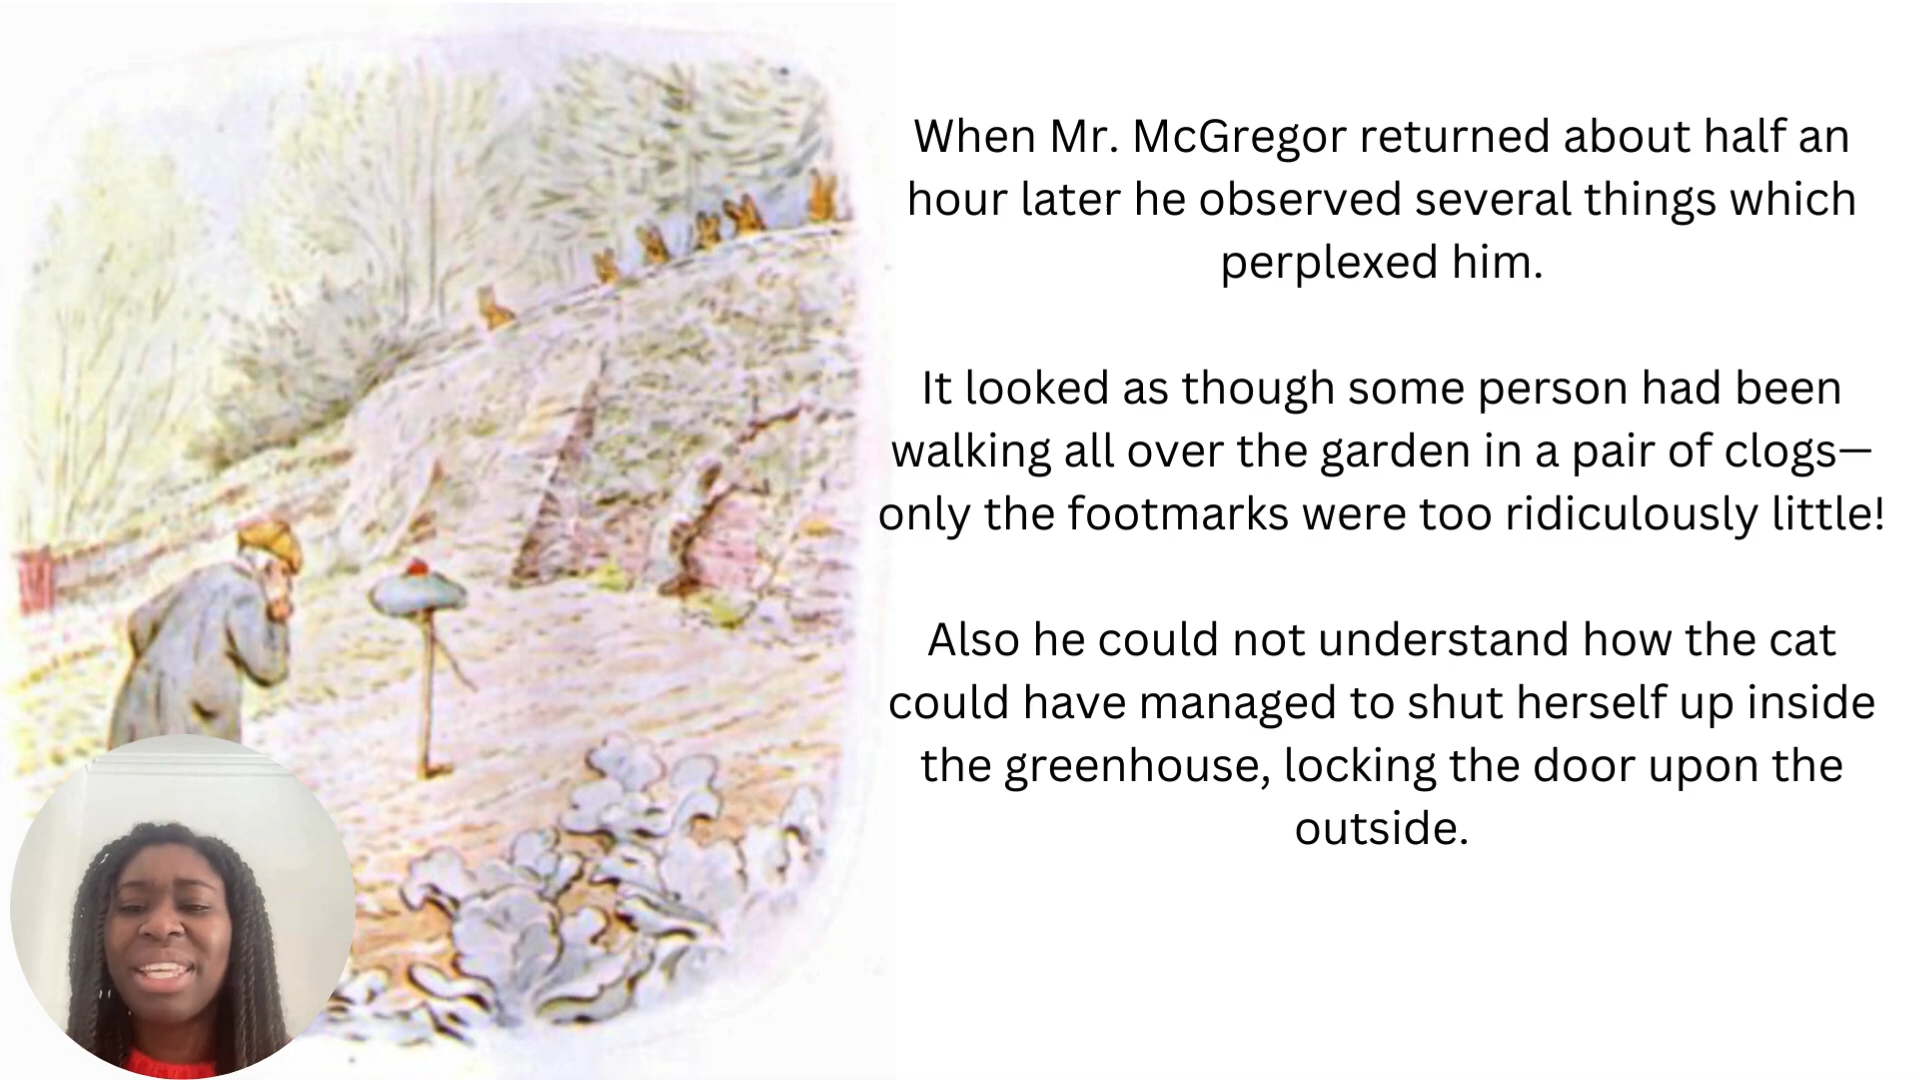 When Mr. McGregor returned about half an
hour later he observed several things which
perplexed him.
It looked as though some person had been
walking all over the garden in a pair of clogs—
only the footmarks were too ridiculously little!
Also he could not understand how the cat
could have managed to shut herself up inside
the greenhouse, locking the door upon the
outside.